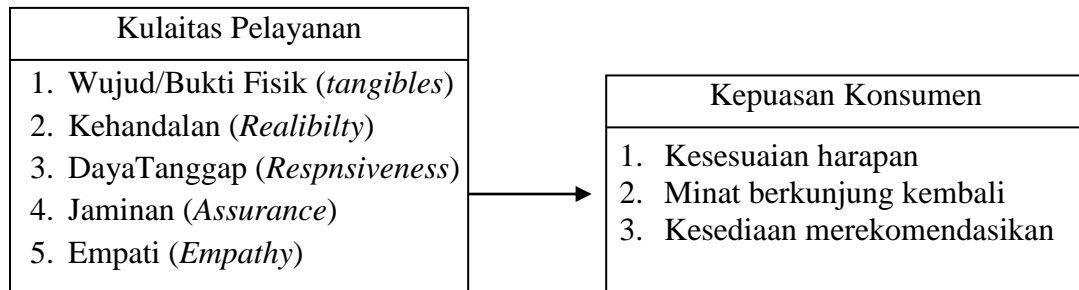 Kulaitas Pelayanan
1. Wujud/Bukti Fisik (tangibles)
2. Kehandalan (Realibilty)
3. DayaTanggap (Respnsiveness)
4. Jaminan (Assurance)
5. Empati (Empathy)
Kepuasan Konsumen
1. Kesesuaian harapan
2. Minat berkunjung kembali
3. Kesediaan merekomendasikan